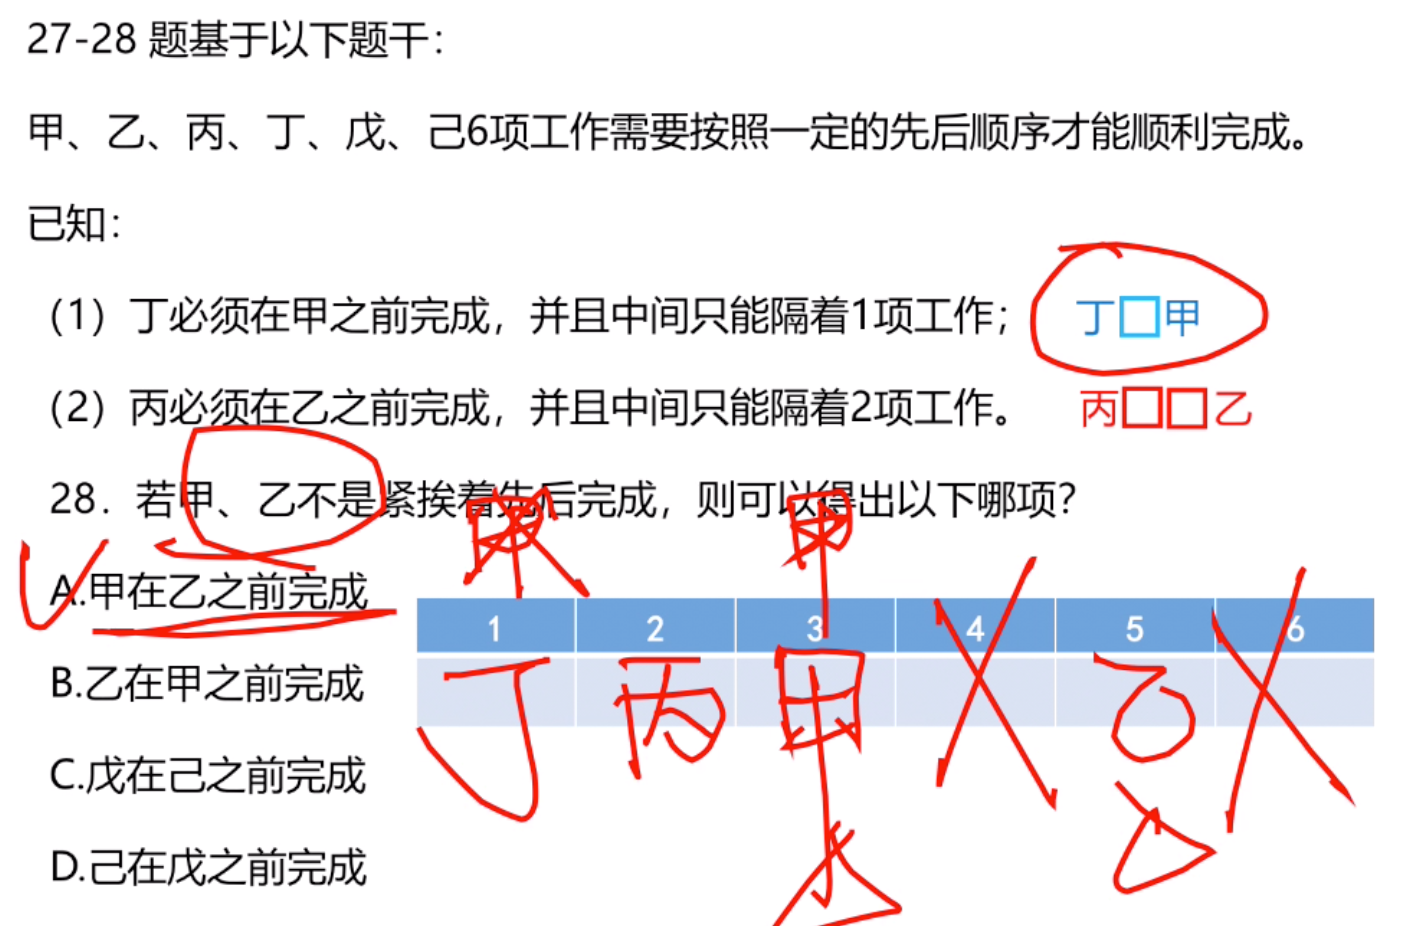 27-28 题基于以下题干：
甲、乙、丙、丁、戊、己6项工作需要按照一定的先后顺序才能顺利完成。
已知：
（1）丁必须在甲之前完成，并且中间只能隔着1项工作； 丁□甲
（2）丙必须在乙之前完成，并且中间只能隔着2项工作。 丙□□乙
28．若甲、乙不是紧挨着先后完成，则可以得出以下哪项？
甲 甲
A.甲在乙之前完成
1 2 3 4 5 6
丁 丙 甲 乙
B.乙在甲之前完成
C.戊在己之前完成
D.己在戊之前完成